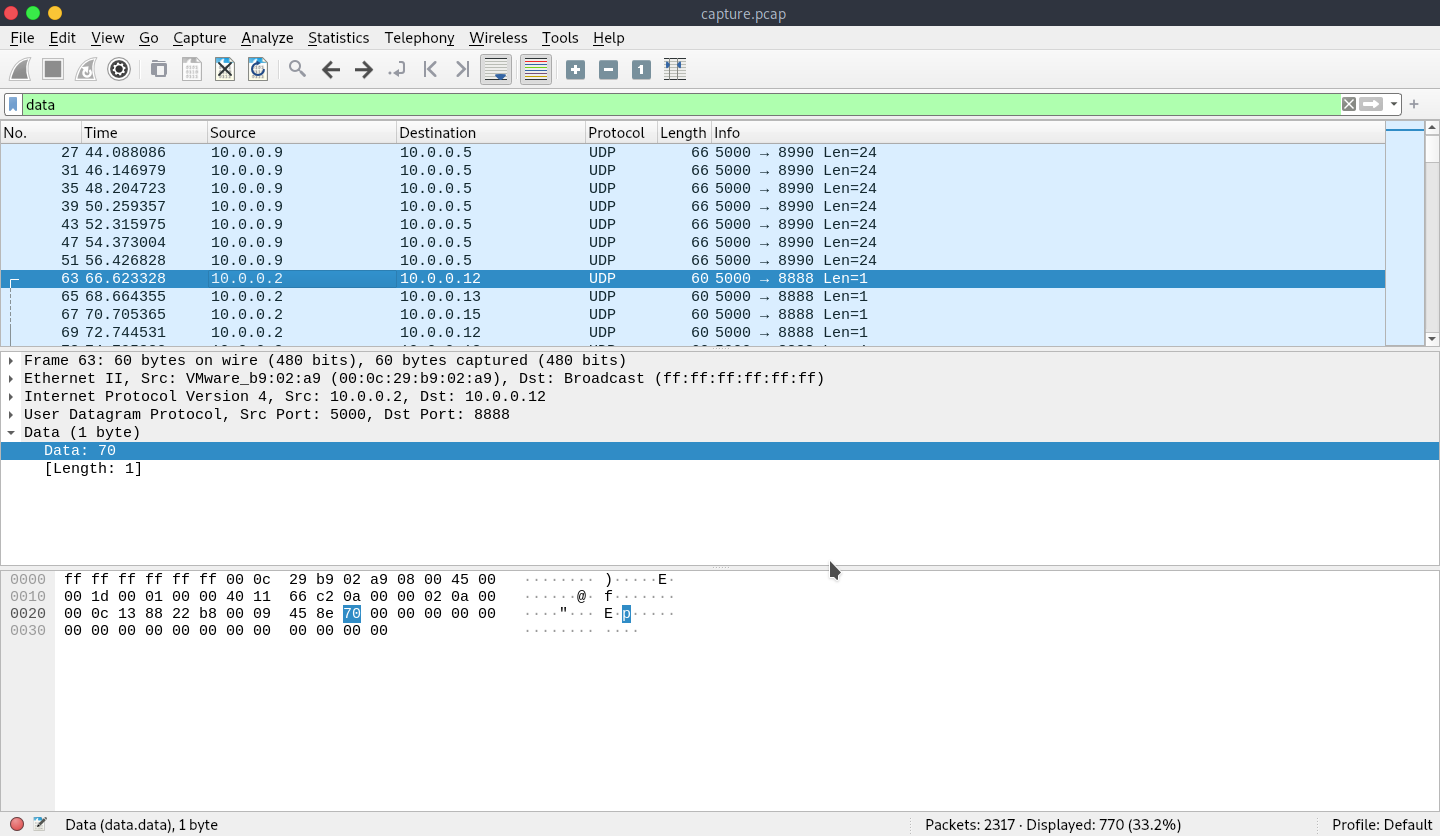 capture.pcap
File Edit View Go Capture Analyze Statistics Telephony Wireless Tools Help
data
No. Time Source Destination Protocol Length Info
27 44.088086 10.0.0.9 10.0.0.5 UDP 66 5000 → 8990 Len=24
31 46.146979 10.0.0.9 10.0.0.5 UDP 66 5000 → 8990 Len=24
35 48.204723 10.0.0.9 10.0.0.5 UDP 66 5000 → 8990 Len=24
39 50.259357 10.0.0.9 10.0.0.5 UDP 66 5000 → 8990 Len=24
43 52.315975 10.0.0.9 10.0.0.5 UDP 66 5000 → 8990 Len=24
47 54.373004 10.0.0.9 10.0.0.5 UDP 66 5000 → 8990 Len=24
51 56.426828 10.0.0.9 10.0.0.5 UDP 66 5000 → 8990 Len=24
63 66.623328 10.0.0.2 10.0.0.12 UDP 60 5000 → 8888 Len=1
65 68.664355 10.0.0.2 10.0.0.13 UDP 60 5000 → 8888 Len=1
67 70.705365 10.0.0.2 10.0.0.15 UDP 60 5000 → 8888 Len=1
69 72.744531 10.0.0.2 10.0.0.12 UDP 60 5000 → 8888 Len=1
Frame 63: 60 bytes on wire (480 bits), 60 bytes captured (480 bits)
Ethernet II, Src: VMware_b9:02:a9 (00:0c:29:b9:02:a9), Dst: Broadcast (ff:ff:ff:ff:ff:ff)
Internet Protocol Version 4, Src: 10.0.0.2, Dst: 10.0.0.12
User Datagram Protocol, Src Port: 5000, Dst Port: 8888
Data (1 byte)
Data: 70
[Length: 1]
0000 ff ff ff ff ff ff 00 0c 29 b9 02 a9 08 00 45 00 ········ )·····E·
0010 00 1d 00 01 00 00 40 11 66 c2 0a 00 00 02 0a 00 ······@· f·······
0020 00 0c 13 88 22 b8 00 09 45 8e 70 00 00 00 00 00 ····"··· E·p·····
0030 00 00 00 00 00 00 00 00 00 00 00 00 ········ ····
Data (data.data), 1 byte
Packets: 2317 · Displayed: 770 (33.2%)
Profile: Default